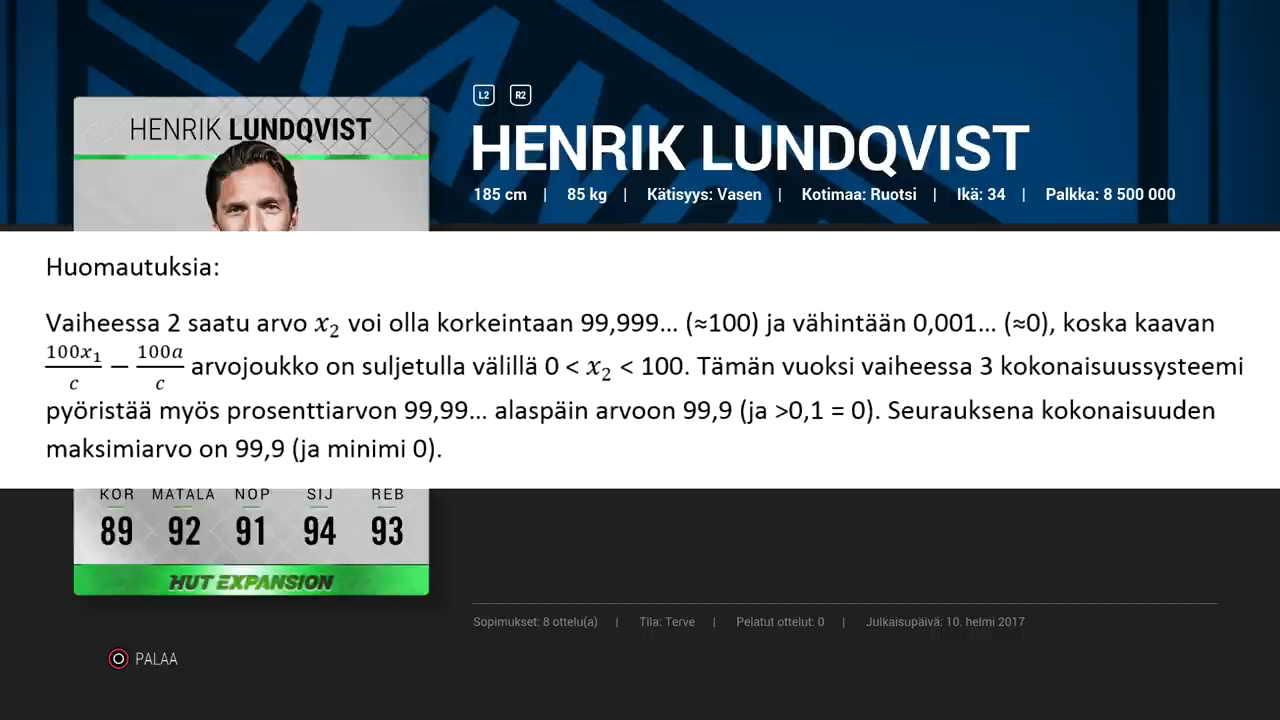 HENRIK LUNDQVIST
L2 R2
HENRIK LUNDQVIST
185 cm | 85 kg | Kätisyys: Vasen | Kotimaa: Ruotsi | Ikä: 34 | Palkka: 8 500 000
Huomautuksia:
Vaiheessa 2 saatu arvo x₂ voi olla korkeintaan 99,999... (≈100) ja vähintään 0,001... (≈0), koska kaavan
100x₁/c − 100a/c arvojoukko on suljetulla välillä 0 < x₂ < 100. Tämän vuoksi vaiheessa 3 kokonaisuussysteemi
pyöristää myös prosenttiarvon 99,99... alaspäin arvoon 99,9 (ja >0,1 = 0). Seurauksena kokonaisuuden
maksimiarvo on 99,9 (ja minimi 0).
KOR MATALA NOP SIJ REB
89 92 91 94 93
HUT EXPANSION
Sopimukset: 8 ottelu(a) | Tila: Terve | Pelatut ottelut: 0 | Julkaisupäivä: 10. helmi 2017
PALAA